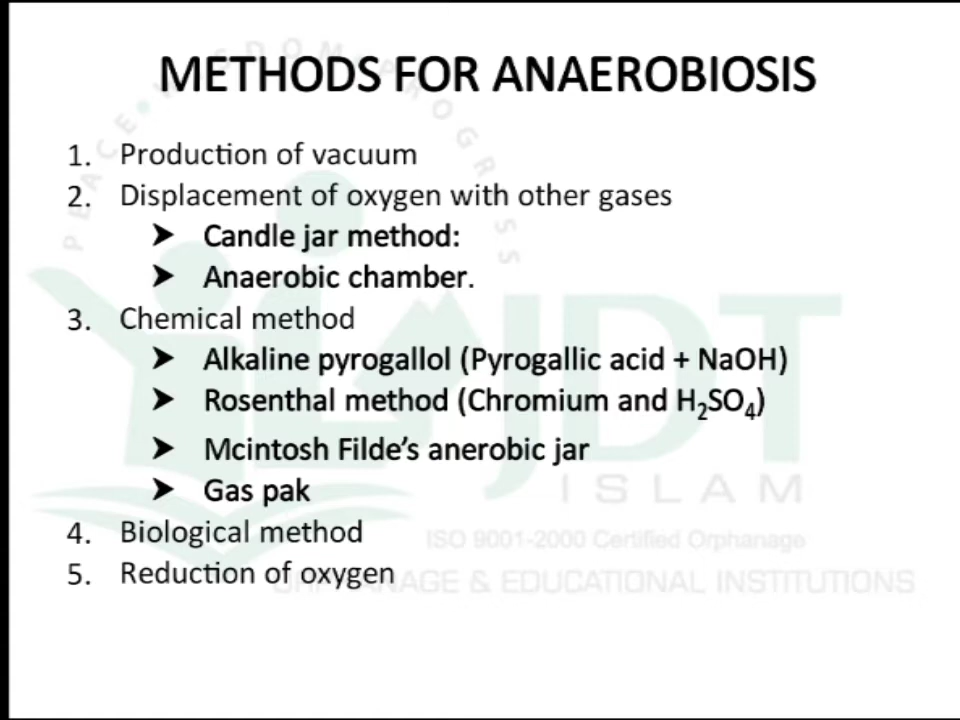 METHODS FOR ANAEROBIOSIS
1. Production of vacuum
2. Displacement of oxygen with other gases
➤ Candle jar method:
➤ Anaerobic chamber.
3. Chemical method
➤ Alkaline pyrogallol (Pyrogallic acid + NaOH)
➤ Rosenthal method (Chromium and H₂SO₄)
➤ Mcintosh Filde's anerobic jar
➤ Gas pak
4. Biological method
5. Reduction of oxygen
PEACE WISDOM PROGRESS
JDT
ISLAM
ISO 9001-2000 Certified Orphanage
ORPHANAGE & EDUCATIONAL INSTITUTIONS